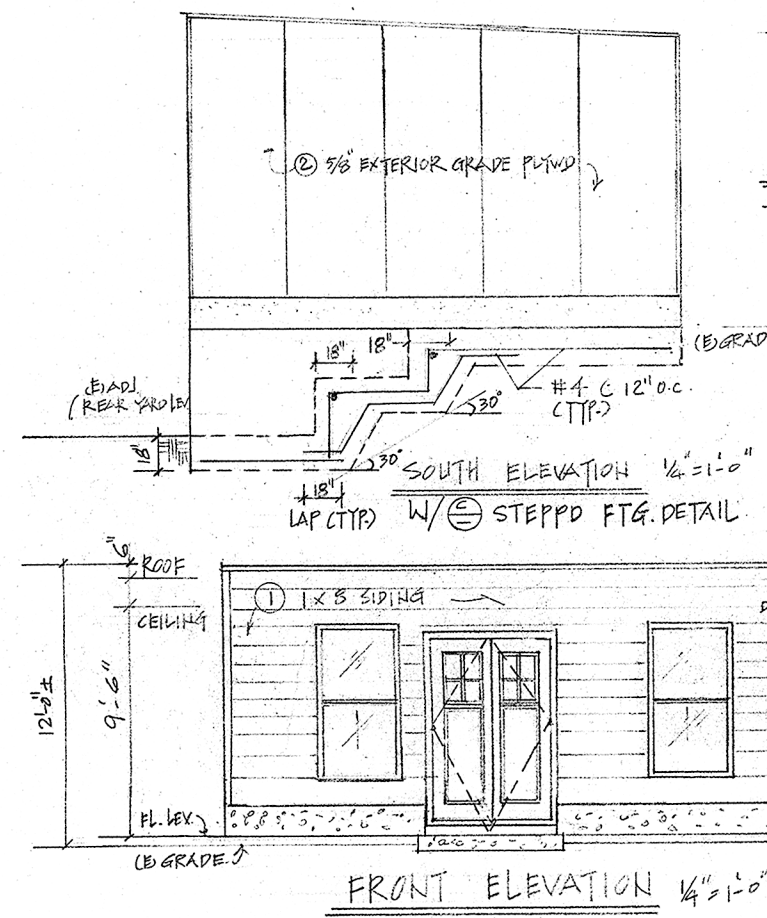 ② 5/8" EXTERIOR GRADE PLYWD
18"
18"
(E) GRAD
(E) ADJ.
(REAR YARD LEV
#4 @ 12" O.C.
(TYP.)
30°
18"
30°
18"
LAP (TYP.)
SOUTH ELEVATION 1/4"=1'-0"
W/ STEPPD FTG. DETAIL
6"
ROOF
CEILING
① 1 X 8 SIDING
12'-0"±
9'-6"
FL. LEV.
(E) GRADE
FRONT ELEVATION 1/4"=1'-0"